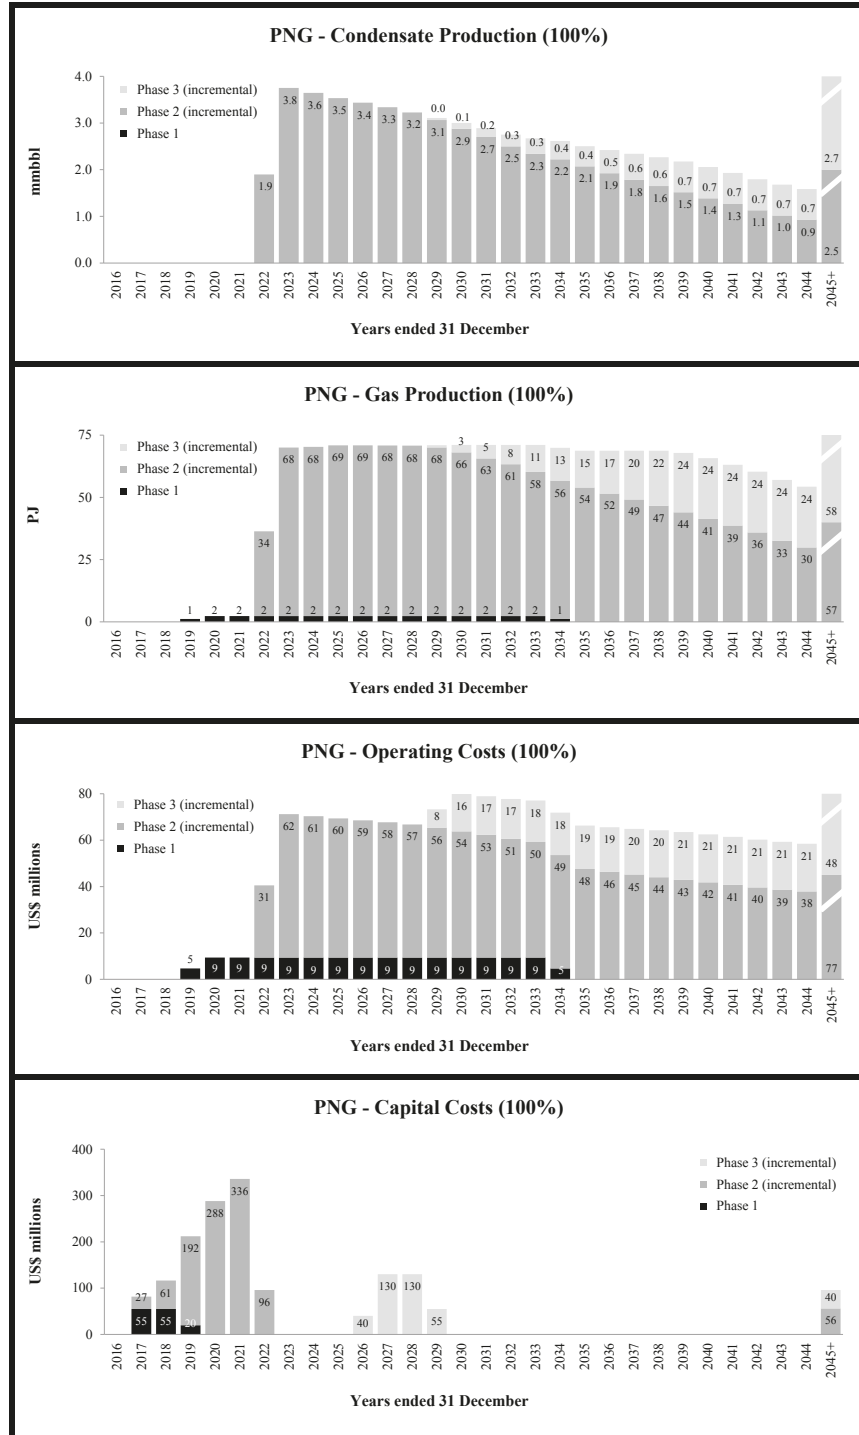 PNG - Condensate Production (100%)
4.0
3.0
2.0
1.0
0.0
mmbbl
Phase 3 (incremental)
Phase 2 (incremental)
Phase 1
0.0 0.1 0.2 0.3 0.3 0.4 0.4 0.5 0.6 0.6 0.7 0.7 0.7 0.7 0.7 0.7 2.7
1.9 3.8 3.6 3.5 3.4 3.3 3.2 3.1 2.9 2.7 2.5 2.3 2.2 2.1 1.9 1.8 1.6 1.5 1.4 1.3 1.1 1.0 0.9 2.5
2016 2017 2018 2019 2020 2021 2022 2023 2024 2025 2026 2027 2028 2029 2030 2031 2032 2033 2034 2035 2036 2037 2038 2039 2040 2041 2042 2043 2044 2045+
Years ended 31 December
PNG - Gas Production (100%)
75
50
25
0
PJ
Phase 3 (incremental)
Phase 2 (incremental)
Phase 1
3 5 8 11 13 15 17 20 22 24 24 24 24 24 24 58
34 68 68 69 69 68 68 68 66 63 61 58 56 54 52 49 47 44 41 39 36 33 30 57
1 2 2 2 2 2 2 2 2 2 2 2 2 2 2 1
2016 2017 2018 2019 2020 2021 2022 2023 2024 2025 2026 2027 2028 2029 2030 2031 2032 2033 2034 2035 2036 2037 2038 2039 2040 2041 2042 2043 2044 2045+
Years ended 31 December
PNG - Operating Costs (100%)
80
60
40
20
0
US$ millions
Phase 3 (incremental)
Phase 2 (incremental)
Phase 1
8 16 17 17 18 18 19 19 20 20 21 21 21 21 21 21 48
31 62 61 60 59 58 57 56 54 53 51 50 49 48 46 45 44 43 42 41 40 39 38 77
5 9 9 9 9 9 9 9 9 9 9 9 9 9 9 5
2016 2017 2018 2019 2020 2021 2022 2023 2024 2025 2026 2027 2028 2029 2030 2031 2032 2033 2034 2035 2036 2037 2038 2039 2040 2041 2042 2043 2044 2045+
Years ended 31 December
PNG - Capital Costs (100%)
400
300
200
100
0
US$ millions
Phase 3 (incremental)
Phase 2 (incremental)
Phase 1
40 130 130 55 40
27 61 192 288 336 96 56
55 55 20
2016 2017 2018 2019 2020 2021 2022 2023 2024 2025 2026 2027 2028 2029 2030 2031 2032 2033 2034 2035 2036 2037 2038 2039 2040 2041 2042 2043 2044 2045+
Years ended 31 December